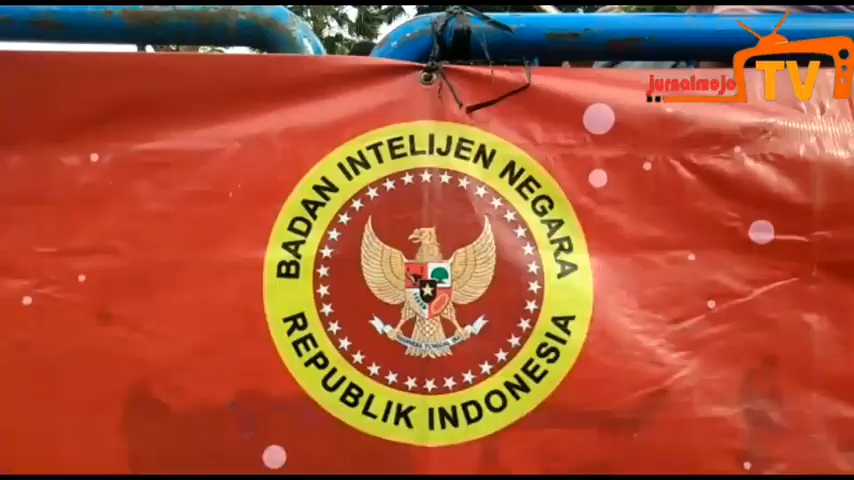 jurnalmojo
TV
BADAN INTELIJEN NEGARA
REPUBLIK INDONESIA